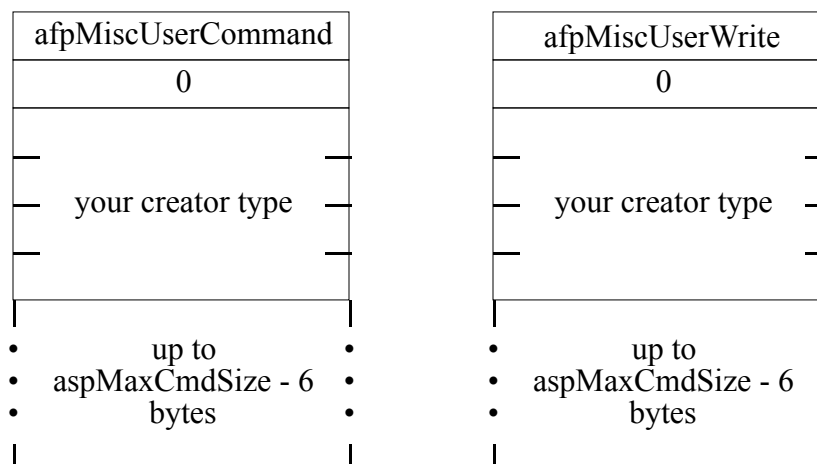 afpMiscUserCommand
0
your creator type
up to
aspMaxCmdSize - 6
bytes
afpMiscUserWrite
0
your creator type
up to
aspMaxCmdSize - 6
bytes